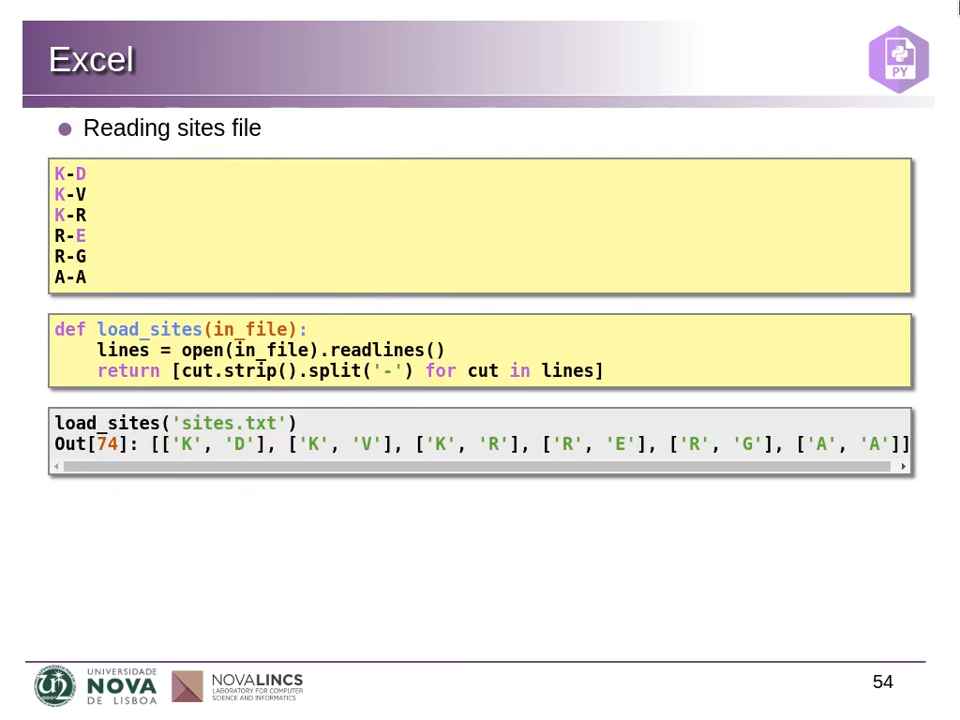 Excel
PY
Reading sites file
K-D
K-V
K-R
R-E
R-G
A-A
def load_sites(in_file):
    lines = open(in_file).readlines()
    return [cut.strip().split('-') for cut in lines]
load_sites('sites.txt')
Out[74]: [['K', 'D'], ['K', 'V'], ['K', 'R'], ['R', 'E'], ['R', 'G'], ['A', 'A']]
UNIVERSIDADE
NOVA
DE LISBOA
NOVALINCS
LABORATORY FOR COMPUTER
SCIENCE AND INFORMATICS
54